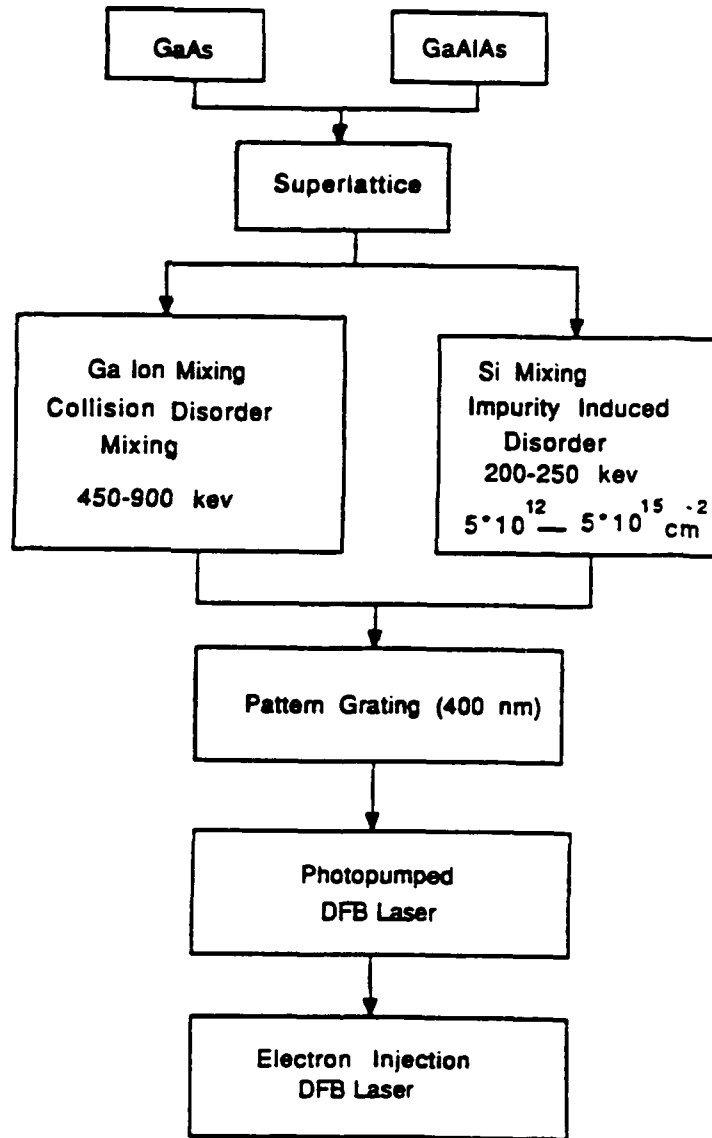 GaAs
GaAlAs
Superlattice
Ga Ion Mixing
Collision Disorder
Mixing
450-900 kev
Si Mixing
Impurity Induced
Disorder
200-250 kev
5*10^12 — 5*10^15 cm^-2
Pattern Grating (400 nm)
Photopumped
DFB Laser
Electron Injection
DFB Laser